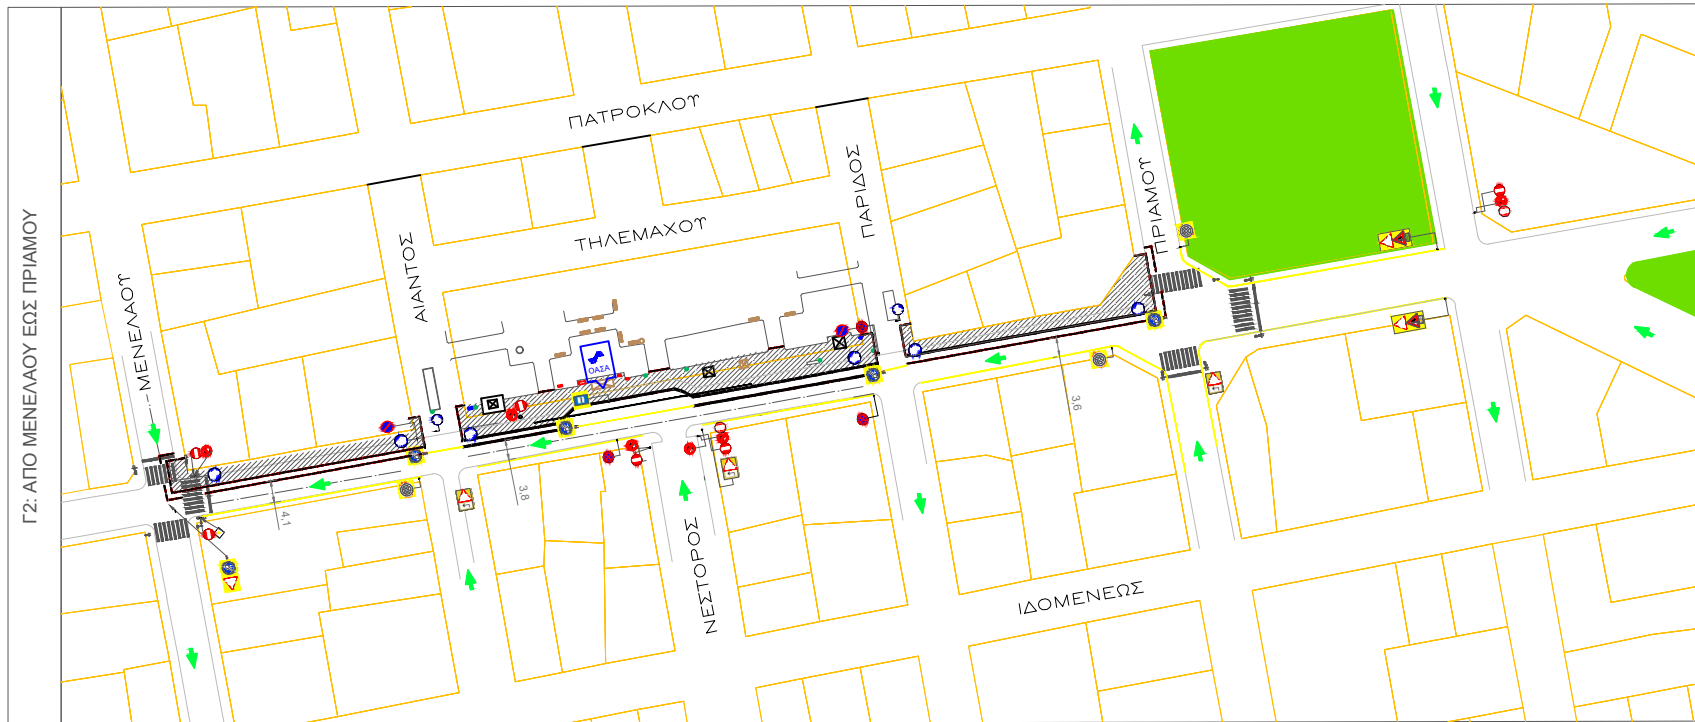 Γ2: ΑΠΟ ΜΕΝΕΛΑΟΥ ΕΩΣ ΠΡΙΑΜΟΥ
ΠΑΤΡΟΚΛΟΥ
ΠΑΡΙΔΟΣ
ΠΡΙΑΜΟΥ
ΤΗΛΕΜΑΧΟΥ
ΑΙΑΝΤΟΣ
ΜΕΝΕΛΑΟΥ
ΟΑΣΑ
3,6
3,8
4,1
ΝΕΣΤΟΡΟΣ
ΙΔΟΜΕΝΕΩΣ